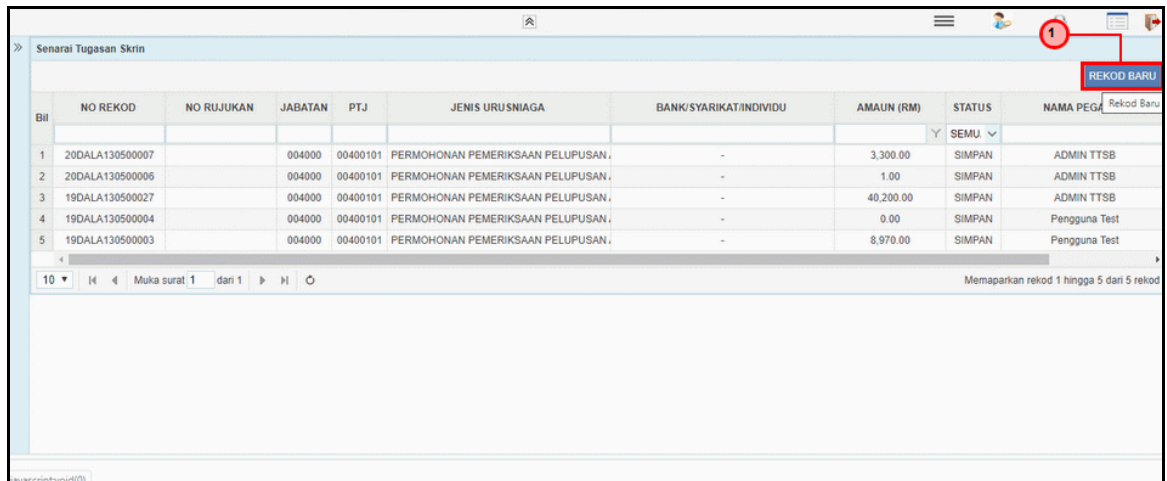 1
Senarai Tugasan Skrin
REKOD BARU
Rekod Baru
Bil NO REKOD NO RUJUKAN JABATAN PTJ JENIS URUSNIAGA BANK/SYARIKAT/INDIVIDU AMAUN (RM) STATUS NAMA
SEMU
1 20DALA130500007 004000 00400101 PERMOHONAN PEMERIKSAAN PELUPUSAN - 3,300.00 SIMPAN ADMIN TTSB
2 20DALA130500006 004000 00400101 PERMOHONAN PEMERIKSAAN PELUPUSAN - 1.00 SIMPAN ADMIN TTSB
3 19DALA130500027 004000 00400101 PERMOHONAN PEMERIKSAAN PELUPUSAN - 40,200.00 SIMPAN ADMIN TTSB
4 19DALA130500004 004000 00400101 PERMOHONAN PEMERIKSAAN PELUPUSAN - 0.00 SIMPAN Pengguna Test
5 19DALA130500003 004000 00400101 PERMOHONAN PEMERIKSAAN PELUPUSAN - 8,970.00 SIMPAN Pengguna Test
10 Muka surat 1 dari 1 Memaparkan rekod 1 hingga 5 dari 5 rekod